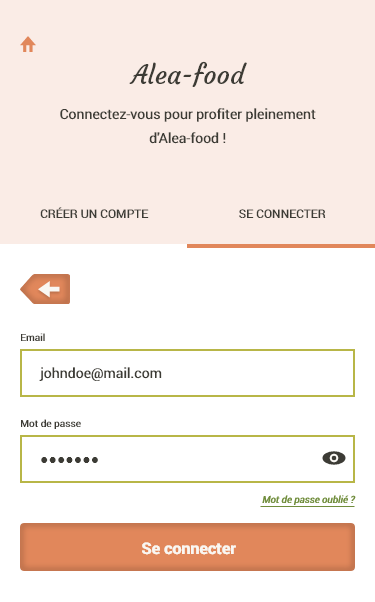 Alea-food
Connectez-vous pour profiter pleinement
d'Alea-food !
CRÉER UN COMPTE
SE CONNECTER
Email
johndoe@mail.com
Mot de passe
•••••••
Mot de passe oublié ?
Se connecter